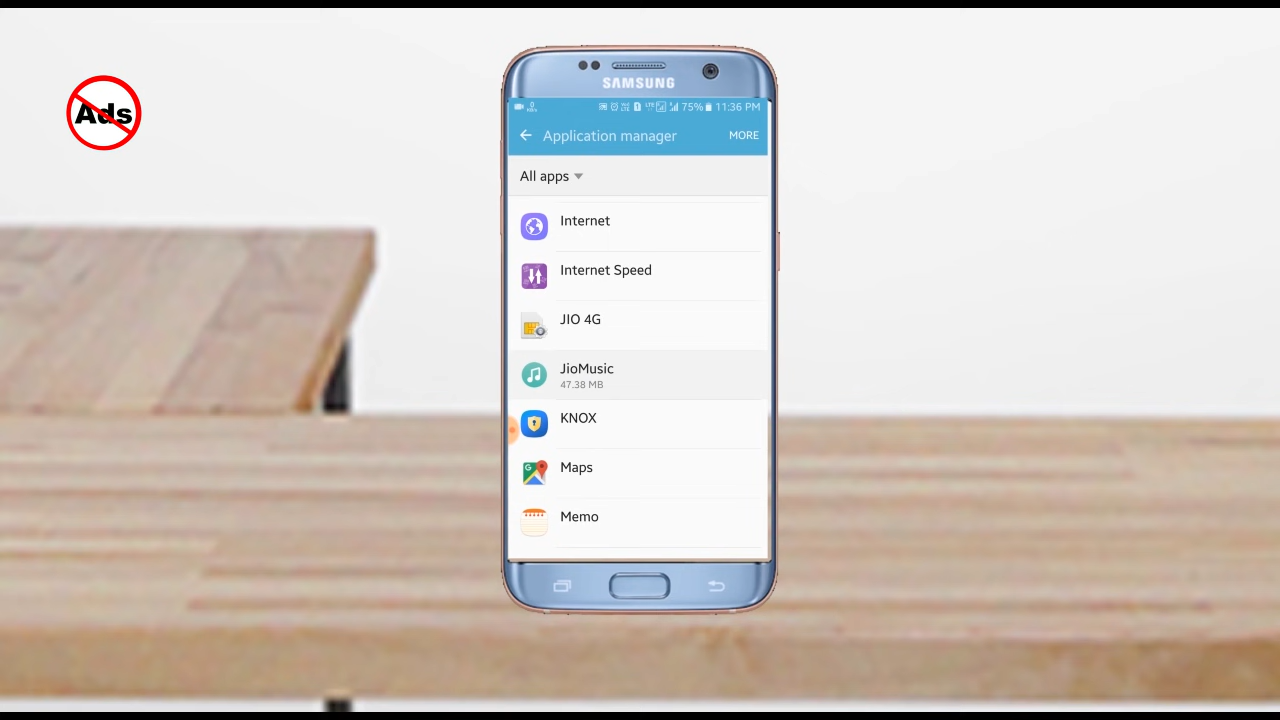 Ads
SAMSUNG
75% 11:36 PM
Application manager MORE
All apps
Internet
Internet Speed
JIO 4G
JioMusic
47.38 MB
KNOX
Maps
Memo